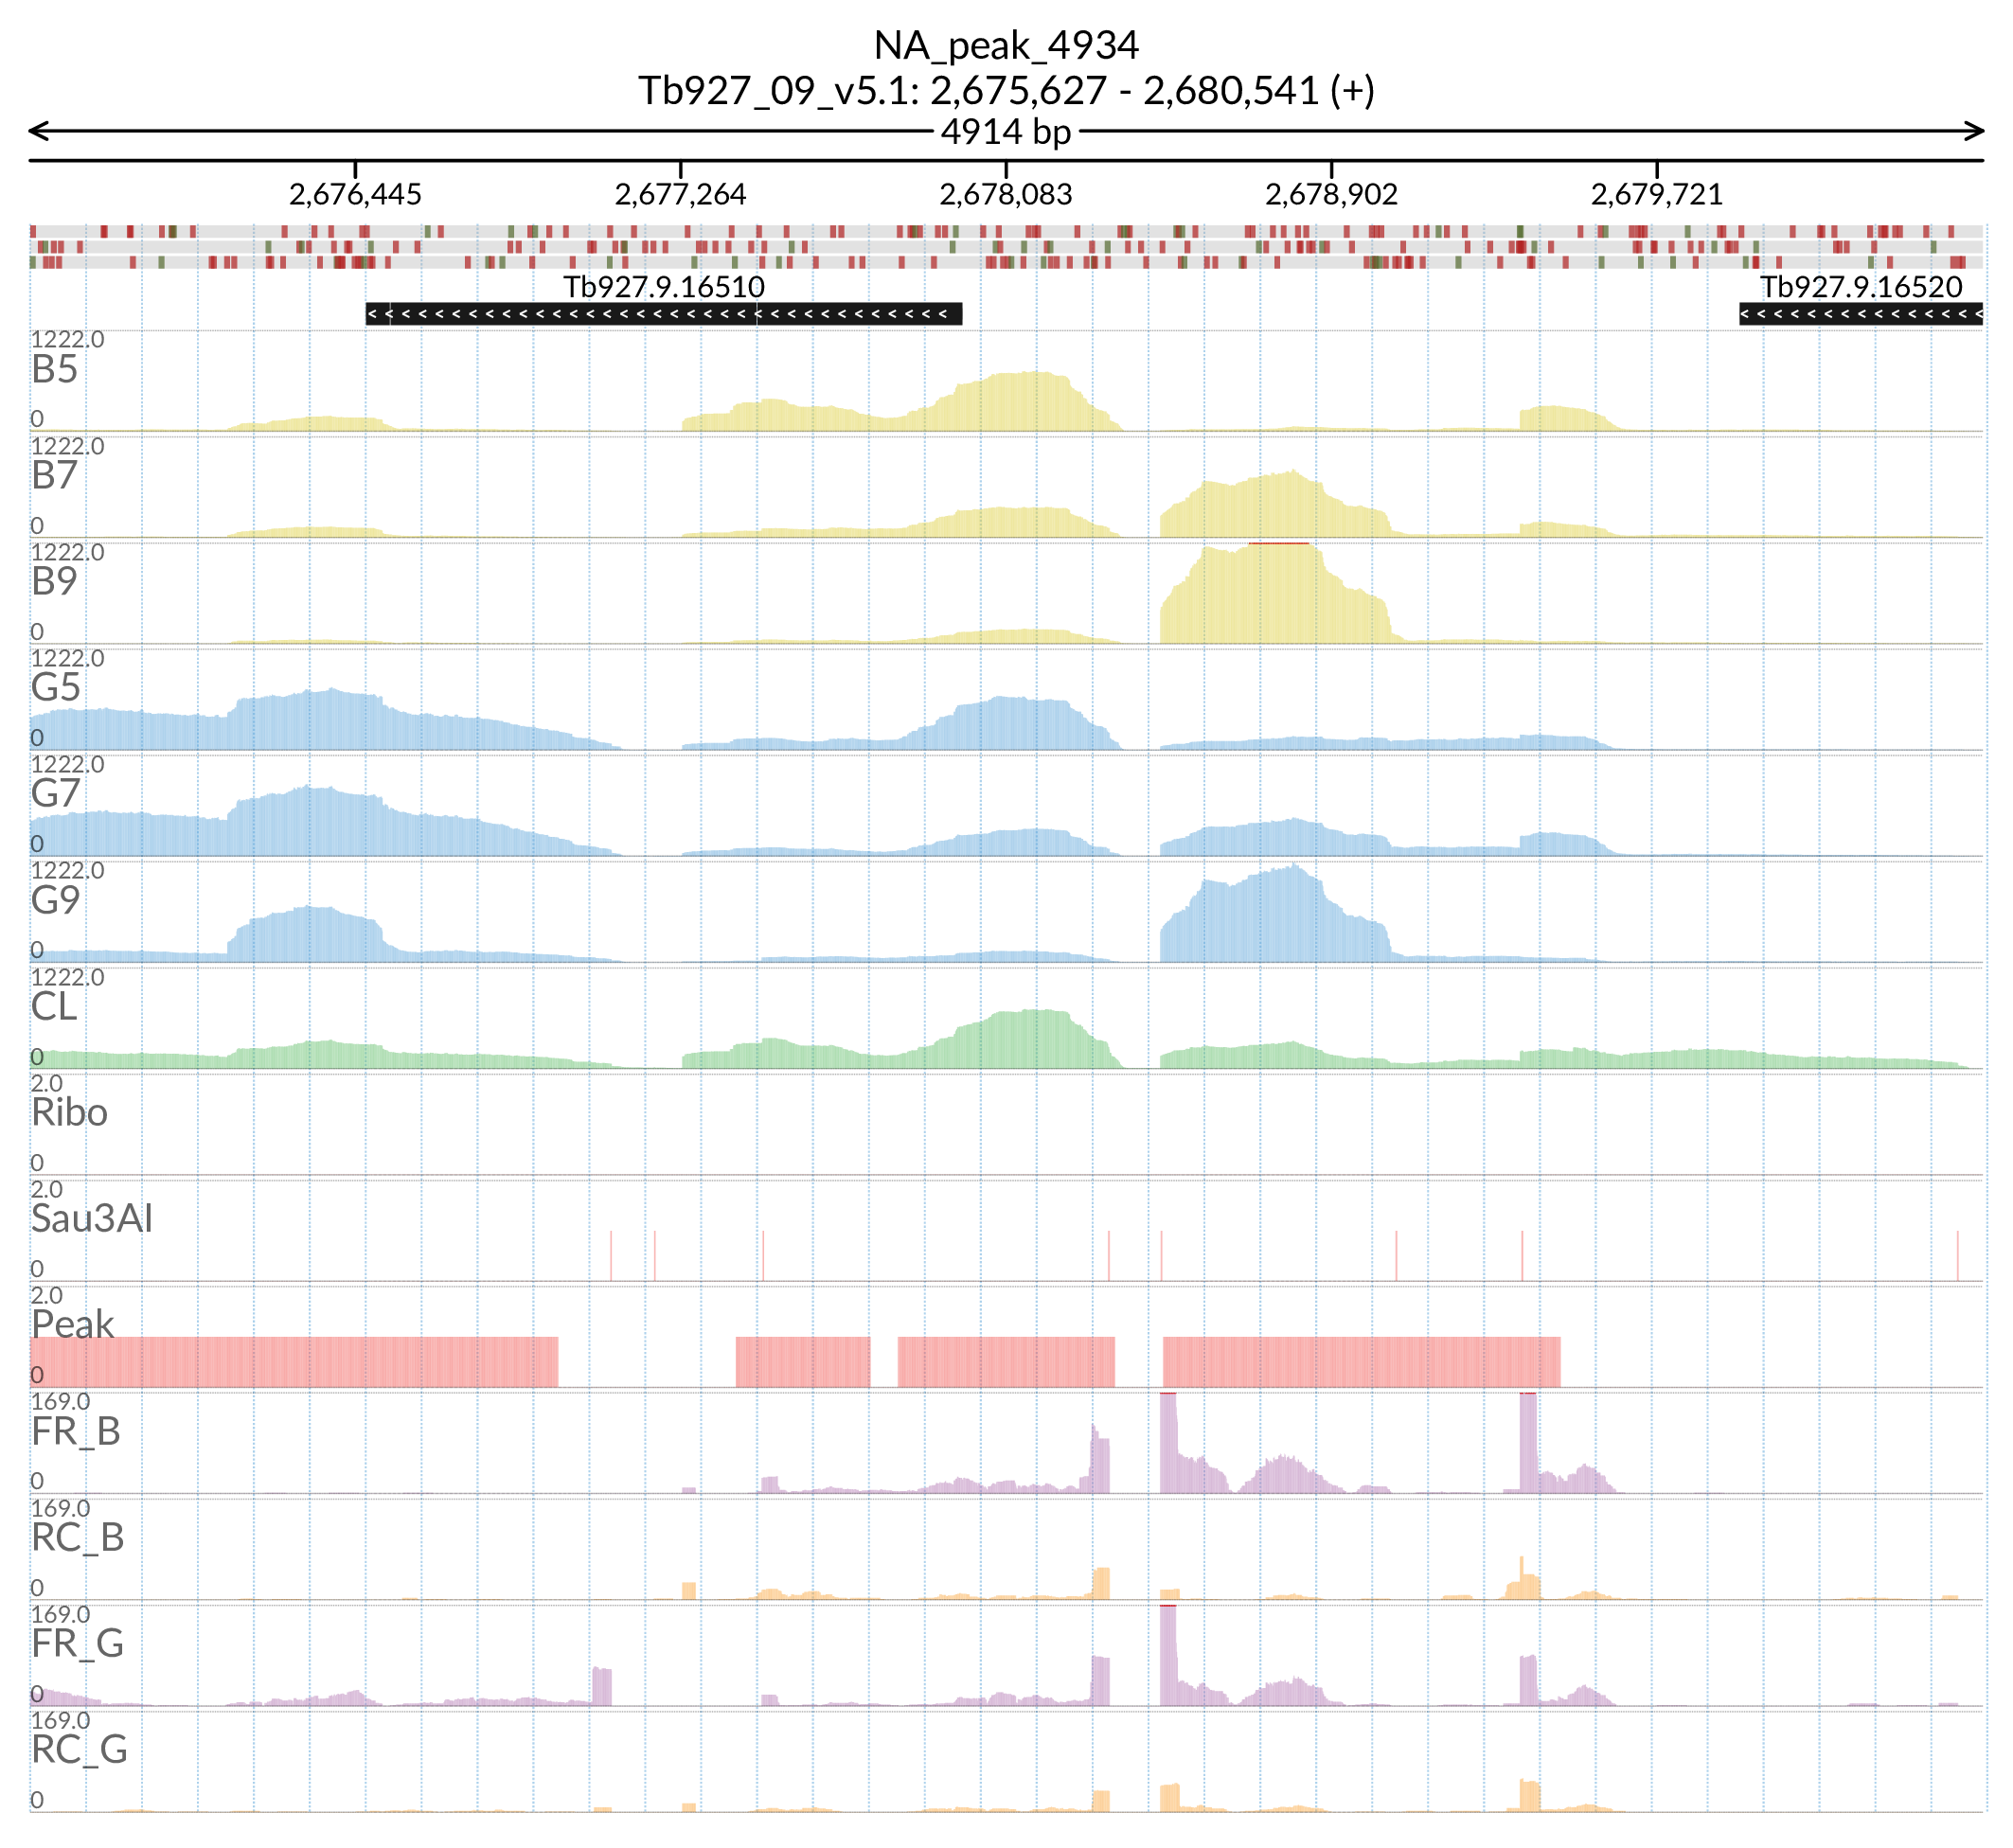 NA_peak_4934
Tb927_09_v5.1: 2,675,627 - 2,680,541 (+)
4914 bp
2,676,445 2,677,264 2,678,083 2,678,902 2,679,721
Tb927.9.16510 Tb927.9.16520
1222.0
B5
0
1222.0
B7
0
1222.0
B9
0
1222.0
G5
0
1222.0
G7
0
1222.0
G9
0
1222.0
CL
0
2.0
Ribo
0
2.0
Sau3AI
0
2.0
Peak
0
169.0
FR_B
0
169.0
RC_B
0
169.0
FR_G
0
169.0
RC_G
0